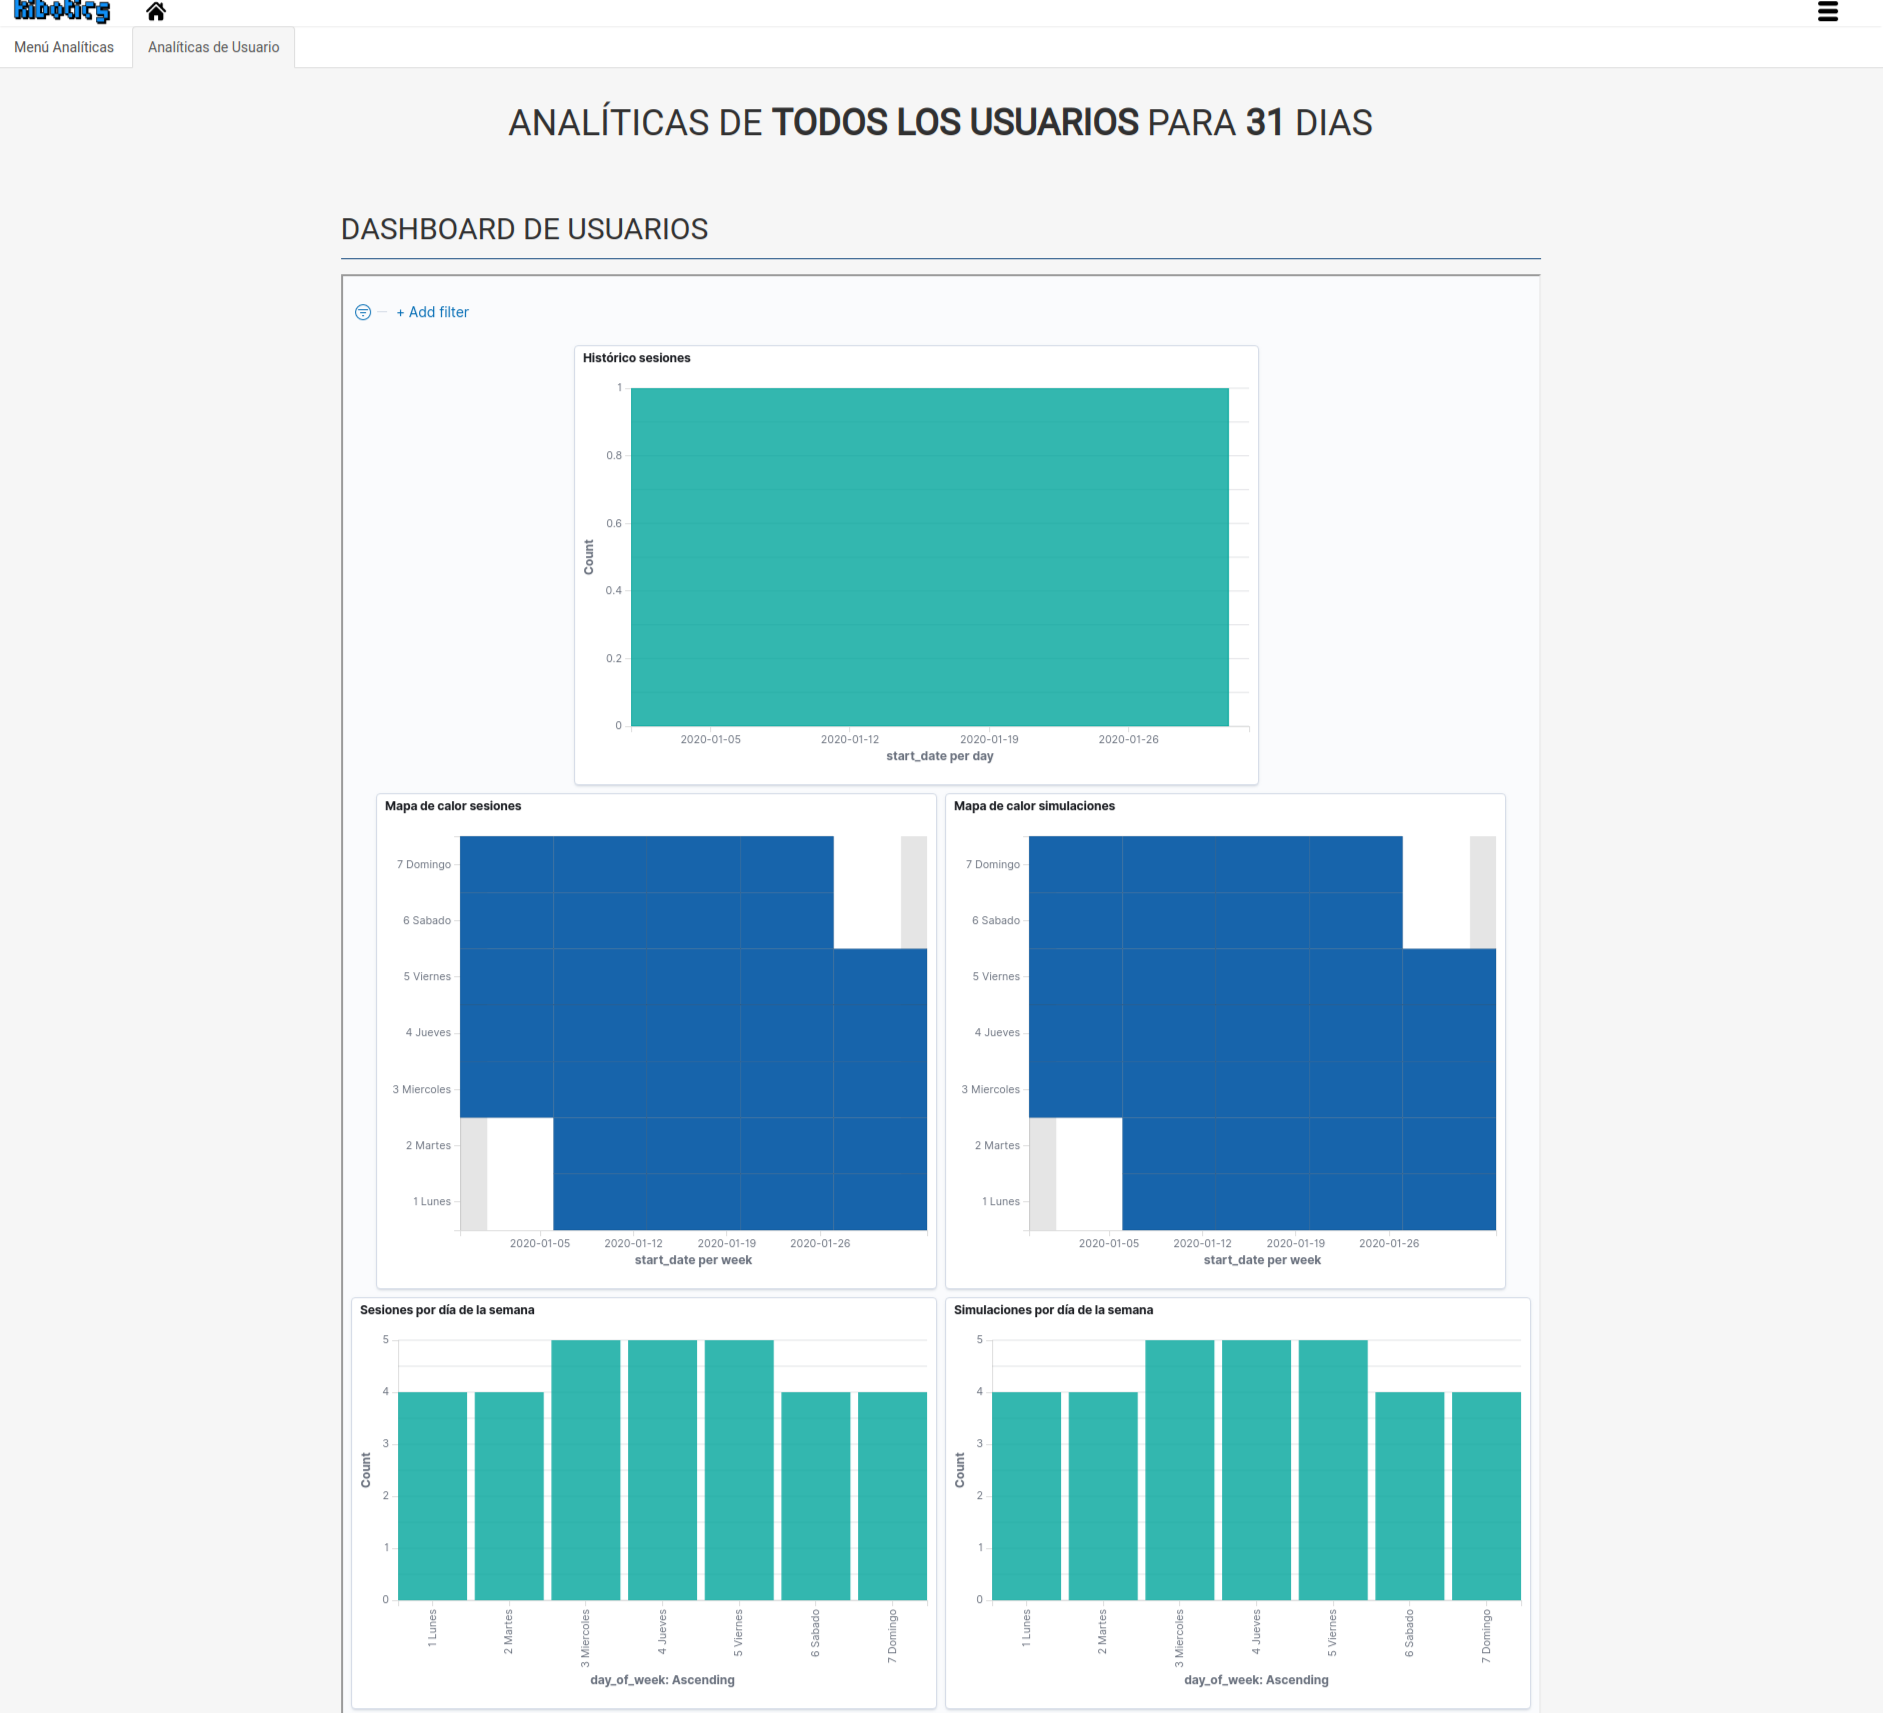 Kibotics
Menú Analíticas
Analíticas de Usuario
ANALÍTICAS DE TODOS LOS USUARIOS PARA 31 DIAS
DASHBOARD DE USUARIOS
+ Add filter
Histórico sesiones
1
0.8
0.6
0.4
0.2
0
Count
2020-01-05 2020-01-12 2020-01-19 2020-01-26
start_date per day
Mapa de calor sesiones
7 Domingo
6 Sabado
5 Viernes
4 Jueves
3 Miercoles
2 Martes
1 Lunes
2020-01-05 2020-01-12 2020-01-19 2020-01-26
start_date per week
Mapa de calor simulaciones
7 Domingo
6 Sabado
5 Viernes
4 Jueves
3 Miercoles
2 Martes
1 Lunes
2020-01-05 2020-01-12 2020-01-19 2020-01-26
start_date per week
Sesiones por día de la semana
5
4
3
2
1
0
Count
1 Lunes
2 Martes
3 Miercoles
4 Jueves
5 Viernes
6 Sabado
7 Domingo
day_of_week: Ascending
Simulaciones por día de la semana
5
4
3
2
1
0
Count
1 Lunes
2 Martes
3 Miercoles
4 Jueves
5 Viernes
6 Sabado
7 Domingo
day_of_week: Ascending